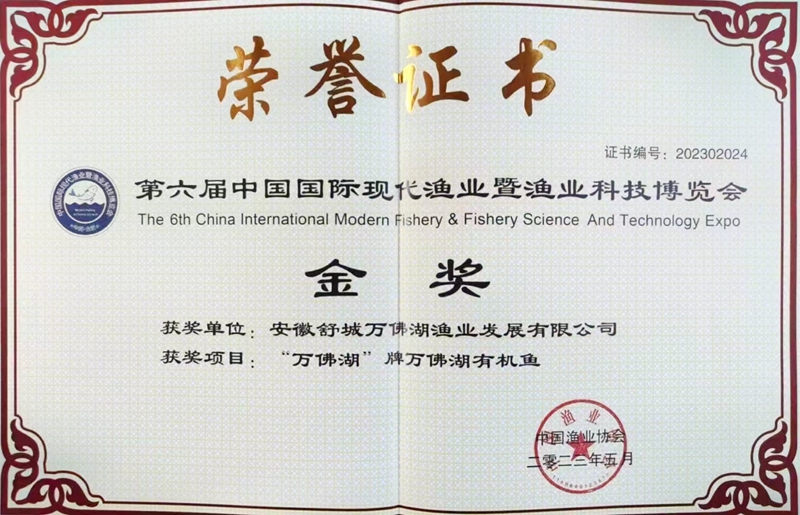 荣誉证书
证书编号：202302024
第六届中国国际现代渔业暨渔业科技博览会
The 6th China International Modern Fishery & Fishery Science And Technology Expo
金奖
获奖单位：安徽舒城万佛湖渔业发展有限公司
获奖项目：“万佛湖”牌万佛湖有机鱼
中国渔业协会
二零二三年五月